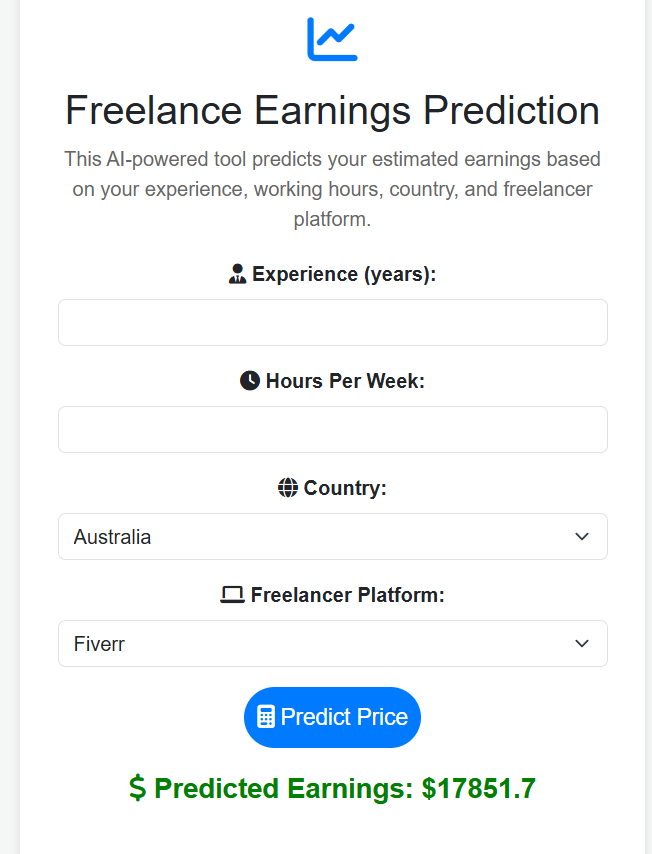 Freelance Earnings Prediction
This AI-powered tool predicts your estimated earnings based
on your experience, working hours, country, and freelancer
platform.
Experience (years):
Hours Per Week:
Country:
Australia
Freelancer Platform:
Fiverr
Predict Price
$ Predicted Earnings: $17851.7